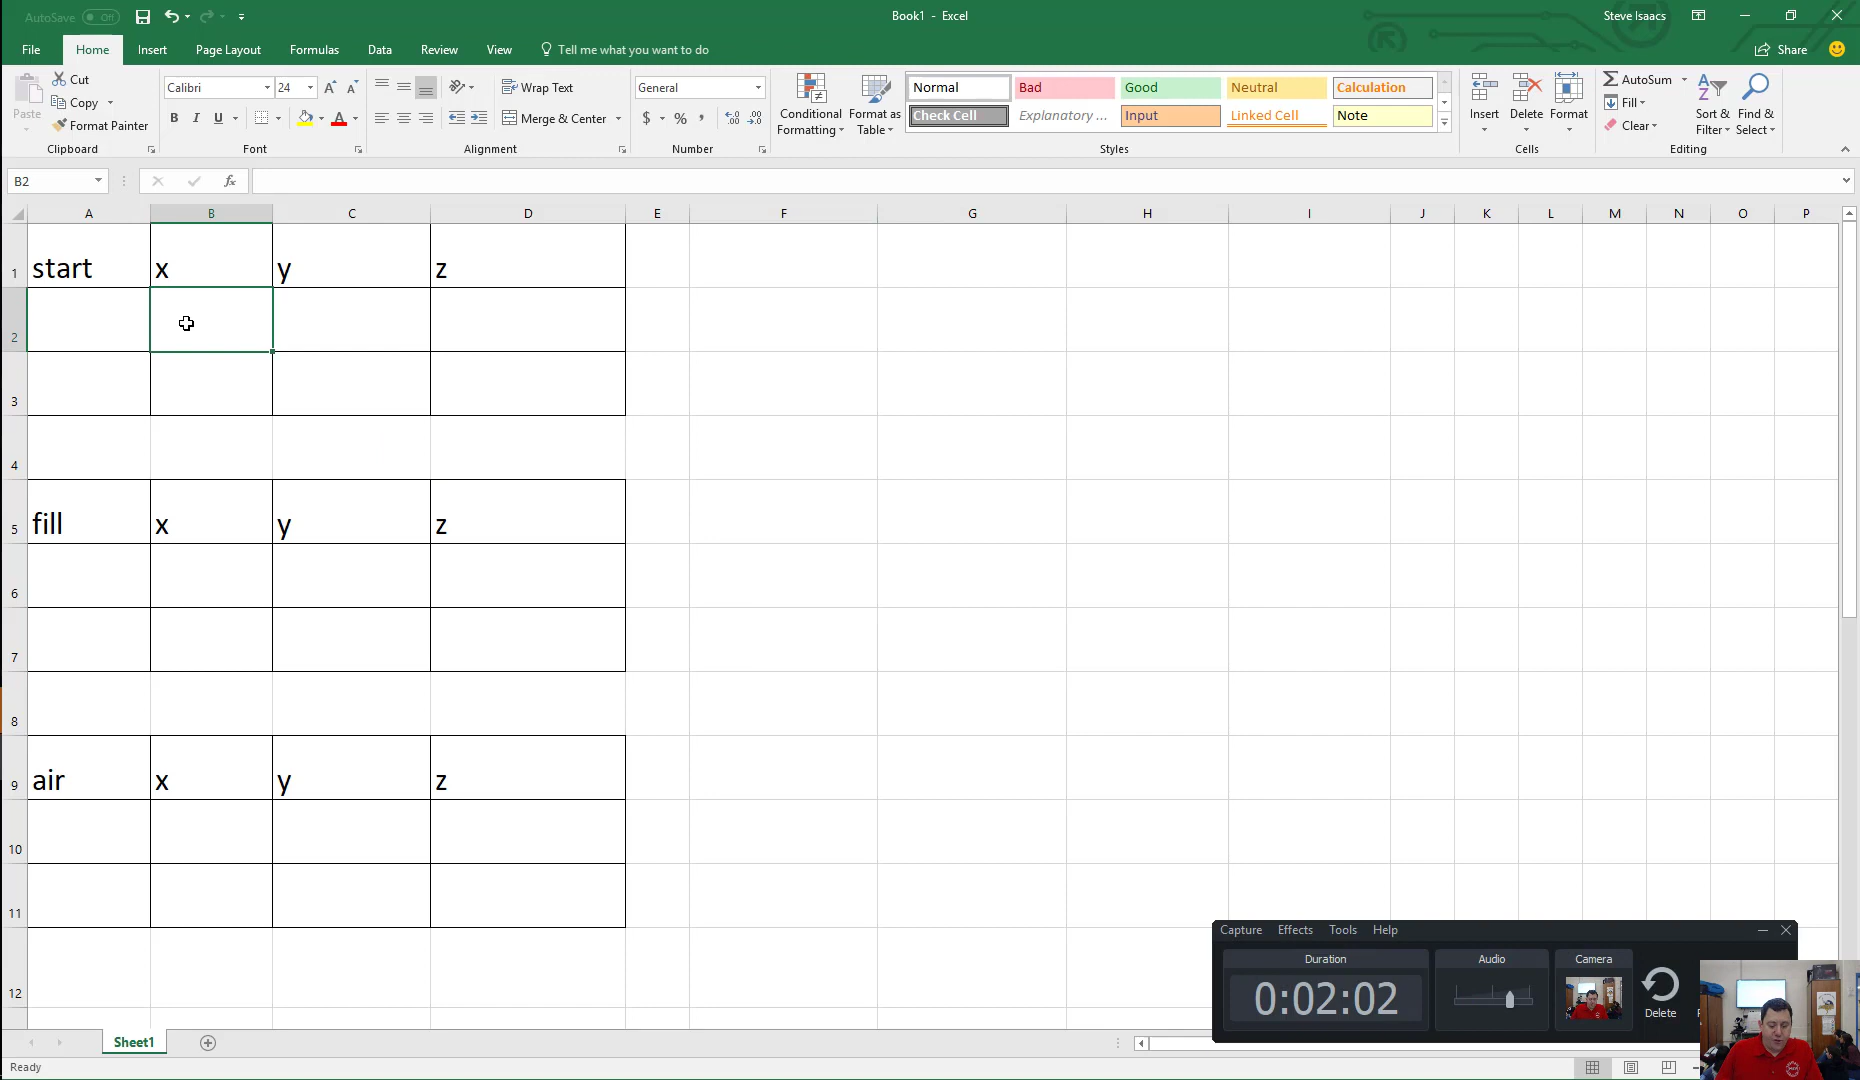 AutoSave Off
Book1 - Excel
Steve Isaacs
File Home Insert Page Layout Formulas Data Review View Tell me what you want to do
Share
Paste
Cut
Copy
Format Painter
Clipboard
Calibri 24
A A
B I U A
Font
Wrap Text
Merge & Center
Alignment
General
$ % ,
.00 .0
Number
Conditional Formatting
Format as Table
Normal Bad Good Neutral Calculation
Check Cell Explanatory ... Input Linked Cell Note
Styles
Insert Delete Format
Cells
AutoSum
Fill
Clear
Sort & Filter
Find & Select
Editing
B2
fx
A B C D E F G H I J K L M N O P
1 start x y z
2
3
4
5 fill x y z
6
7
8
9 air x y z
10
11
12
Capture Effects Tools Help
Duration Audio Camera
0:02:02
Delete
Sheet1
Ready